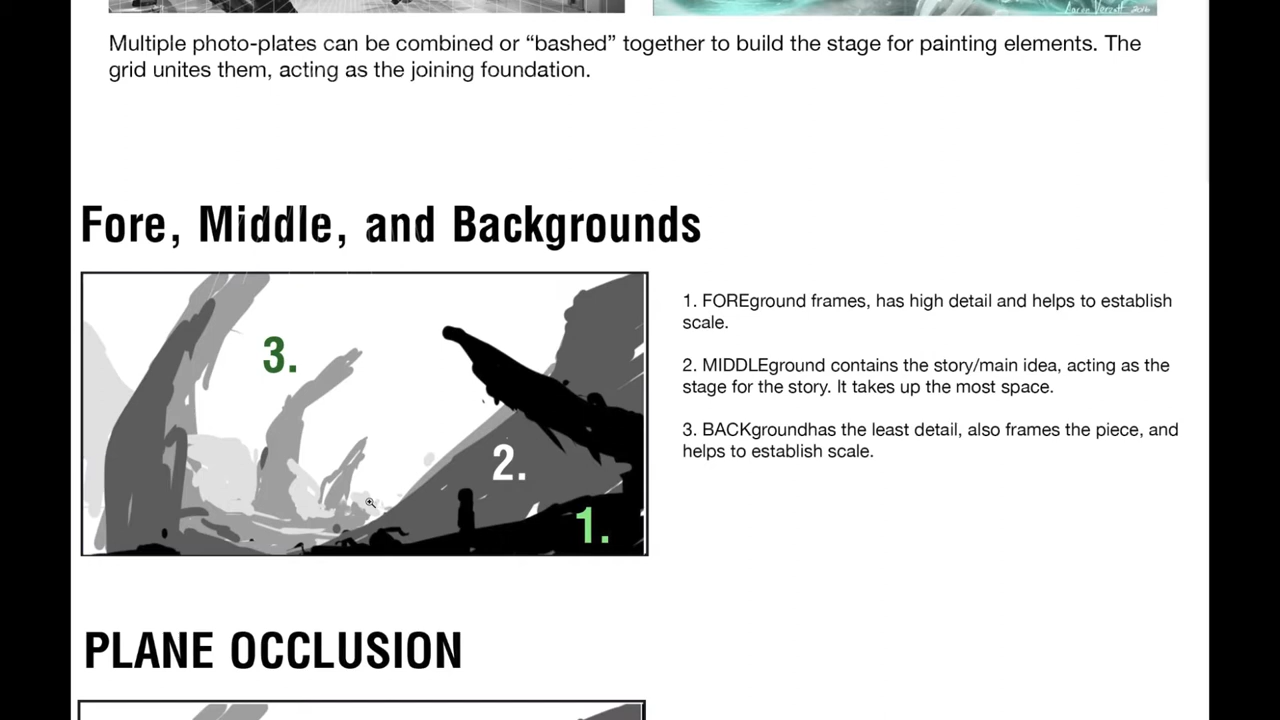 Multiple photo-plates can be combined or “bashed” together to build the stage for painting elements. The
grid unites them, acting as the joining foundation.
Fore, Middle, and Backgrounds
3.
2.
1.
1. FOREground frames, has high detail and helps to establish
scale.
2. MIDDLEground contains the story/main idea, acting as the
stage for the story. It takes up the most space.
3. BACKgroundhas the least detail, also frames the piece, and
helps to establish scale.
PLANE OCCLUSION